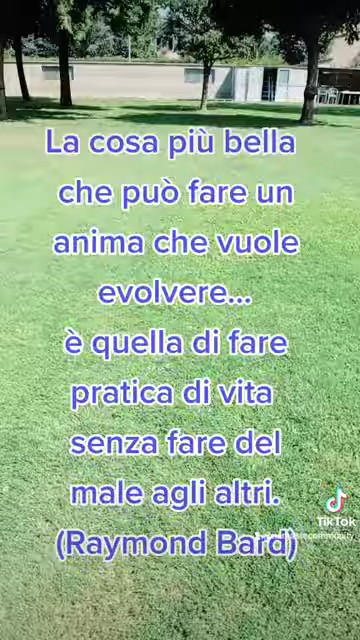 La cosa più bella
che può fare un
anima che vuole
evolvere...
è quella di fare
pratica di vita
senza fare del
male agli altri.
(Raymond Bard)
TikTok